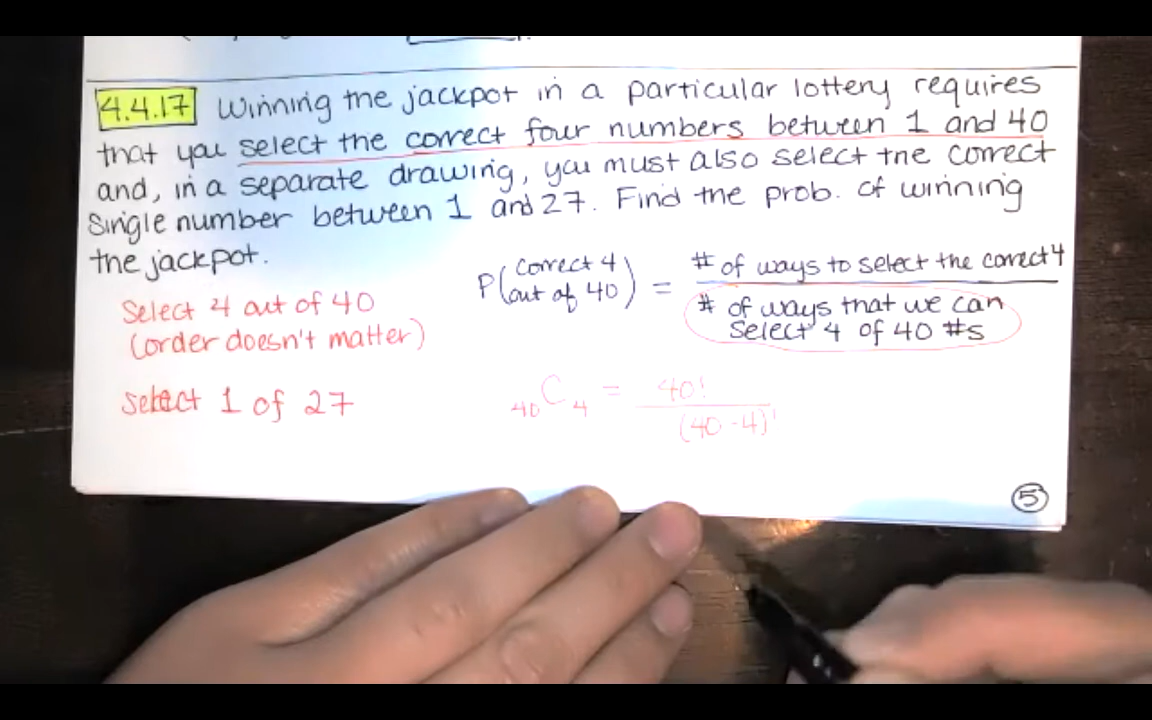 4.4.17 Winning the jackpot in a particular lottery requires
that you select the correct four numbers between 1 and 40
and, in a separate drawing, you must also select the correct
single number between 1 and 27. Find the prob. of winning
the jackpot.
Select 4 out of 40
(order doesn't matter)
select 1 of 27
P(correct 4 out of 40) = # of ways to select the correct 4
# of ways that we can
select 4 of 40 #s
40C4 = 40!
(40-4)!
5